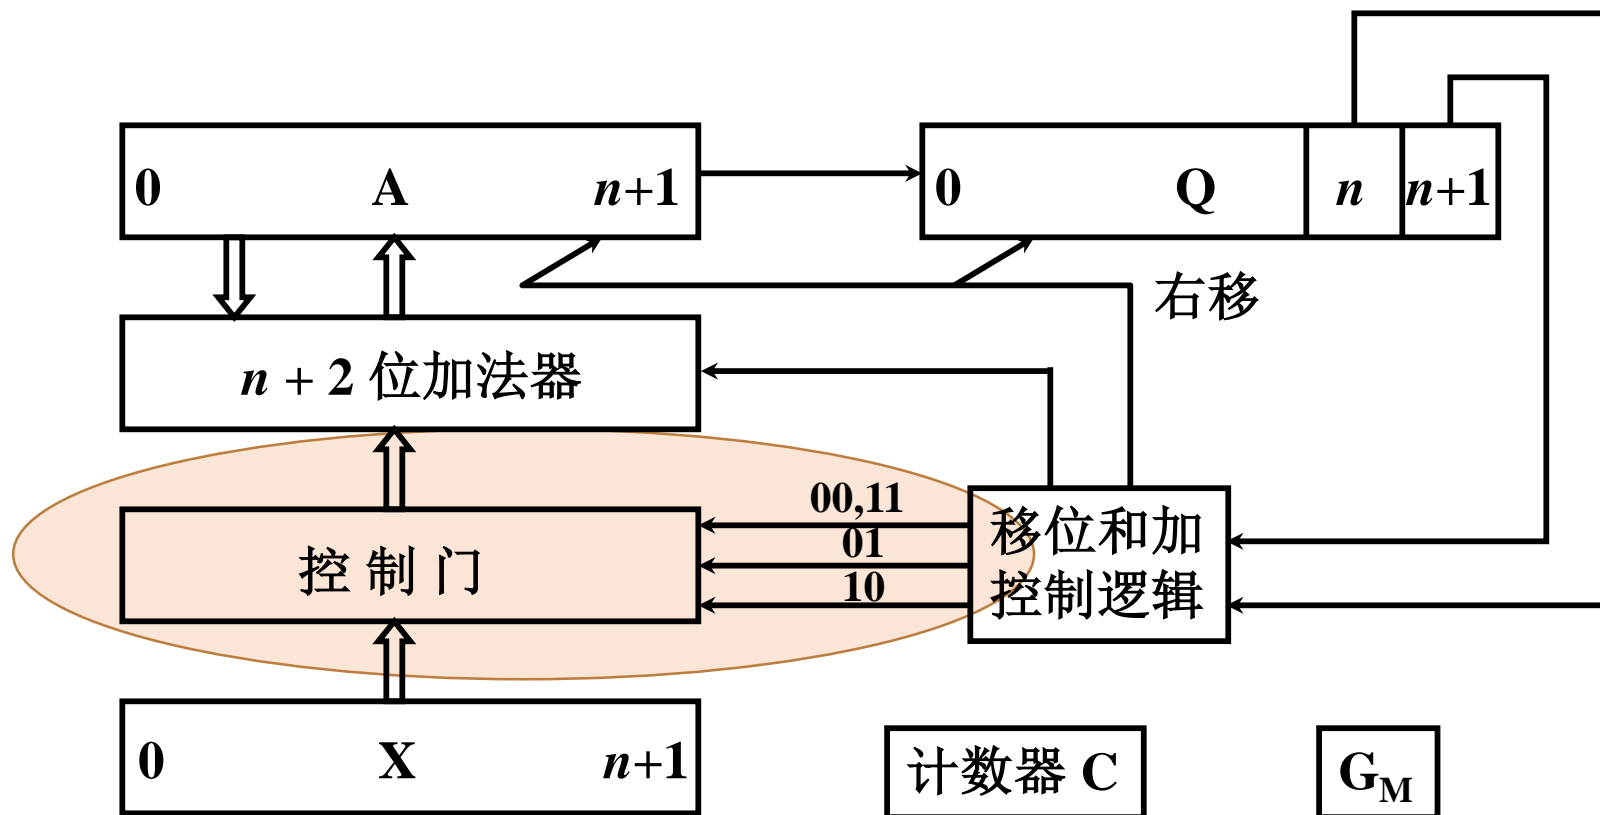 0 A n+1
0 Q n n+1
右移
n + 2 位加法器
00,11
01
10
控 制 门
移位和加
控制逻辑
0 X n+1
计数器 C
G_M